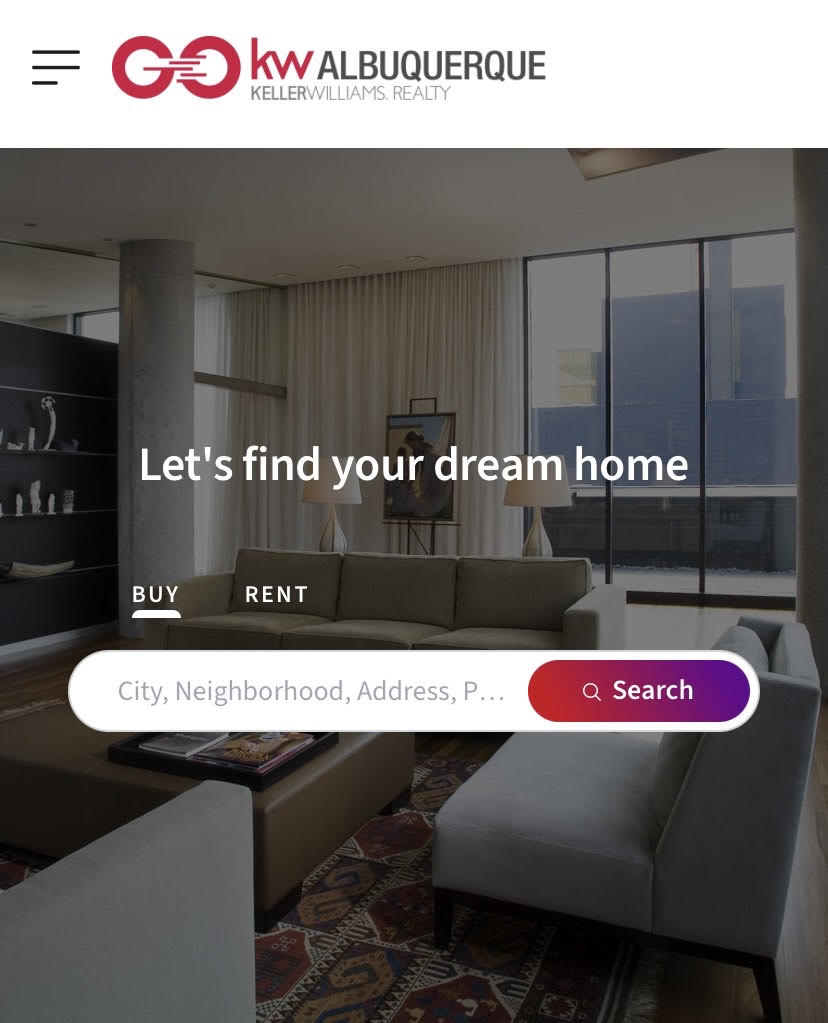 GO kw ALBUQUERQUE
KELLERWILLIAMS. REALTY
Let's find your dream home
BUY RENT
City, Neighborhood, Address, P... Search